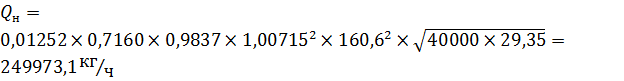 Qн =
0,01252 × 0,7160 × 0,9837 × 1,00715² × 160,6² × √40000 × 29,35 =
249973,1 кг/ч